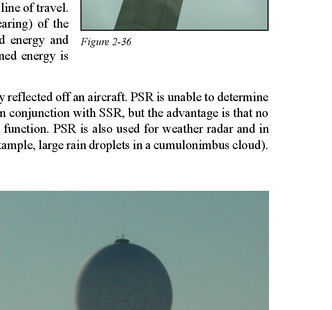 line of travel.
earing) of the
d energy and
ned energy is
Figure 2-36
y reflected off an aircraft. PSR is unable to determine
n conjunction with SSR, but the advantage is that no
function. PSR is also used for weather radar and in
xample, large rain droplets in a cumulonimbus cloud).